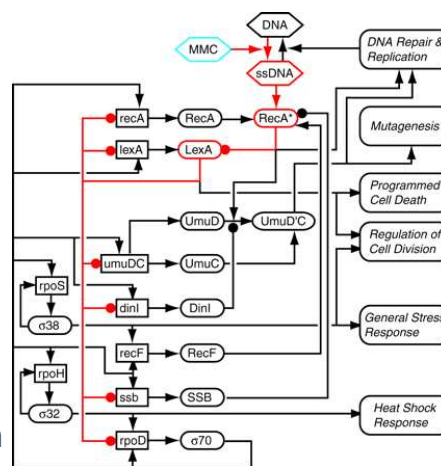 DNA
MMC
DNA Repair &
Replication
ssDNA
recA
RecA
RecA*
Mutagenesis
lexA
LexA
Programmed
Cell Death
UmuD
UmuD'C
Regulation of
Cell Division
umuDC
UmuC
rpoS
dinI
DinI
σ38
General Stress
Response
recF
RecF
rpoH
ssb
SSB
σ32
Heat Shock
Response
rpoD
σ70